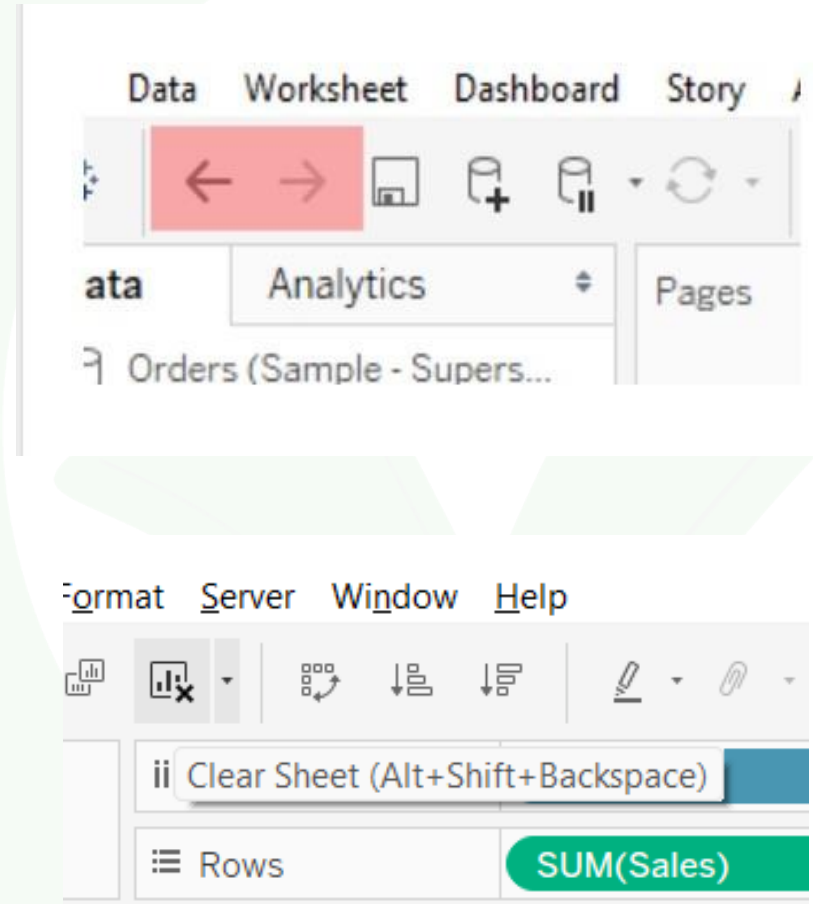 Data Worksheet Dashboard Story
ata Analytics Pages
Orders (Sample - Supers...
Format Server Window Help
Clear Sheet (Alt+Shift+Backspace)
Rows SUM(Sales)